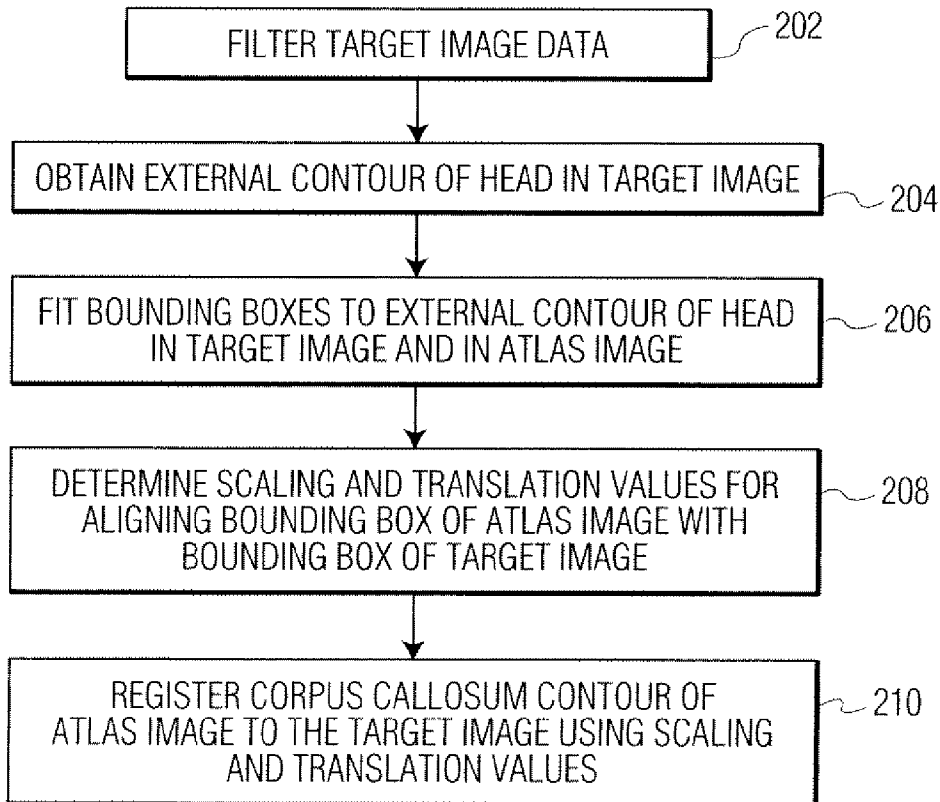 FILTER TARGET IMAGE DATA
202
OBTAIN EXTERNAL CONTOUR OF HEAD IN TARGET IMAGE
204
FIT BOUNDING BOXES TO EXTERNAL CONTOUR OF HEAD
IN TARGET IMAGE AND IN ATLAS IMAGE
206
DETERMINE SCALING AND TRANSLATION VALUES FOR
ALIGNING BOUNDING BOX OF ATLAS IMAGE WITH
BOUNDING BOX OF TARGET IMAGE
208
REGISTER CORPUS CALLOSUM CONTOUR OF
ATLAS IMAGE TO THE TARGET IMAGE USING SCALING
AND TRANSLATION VALUES
210